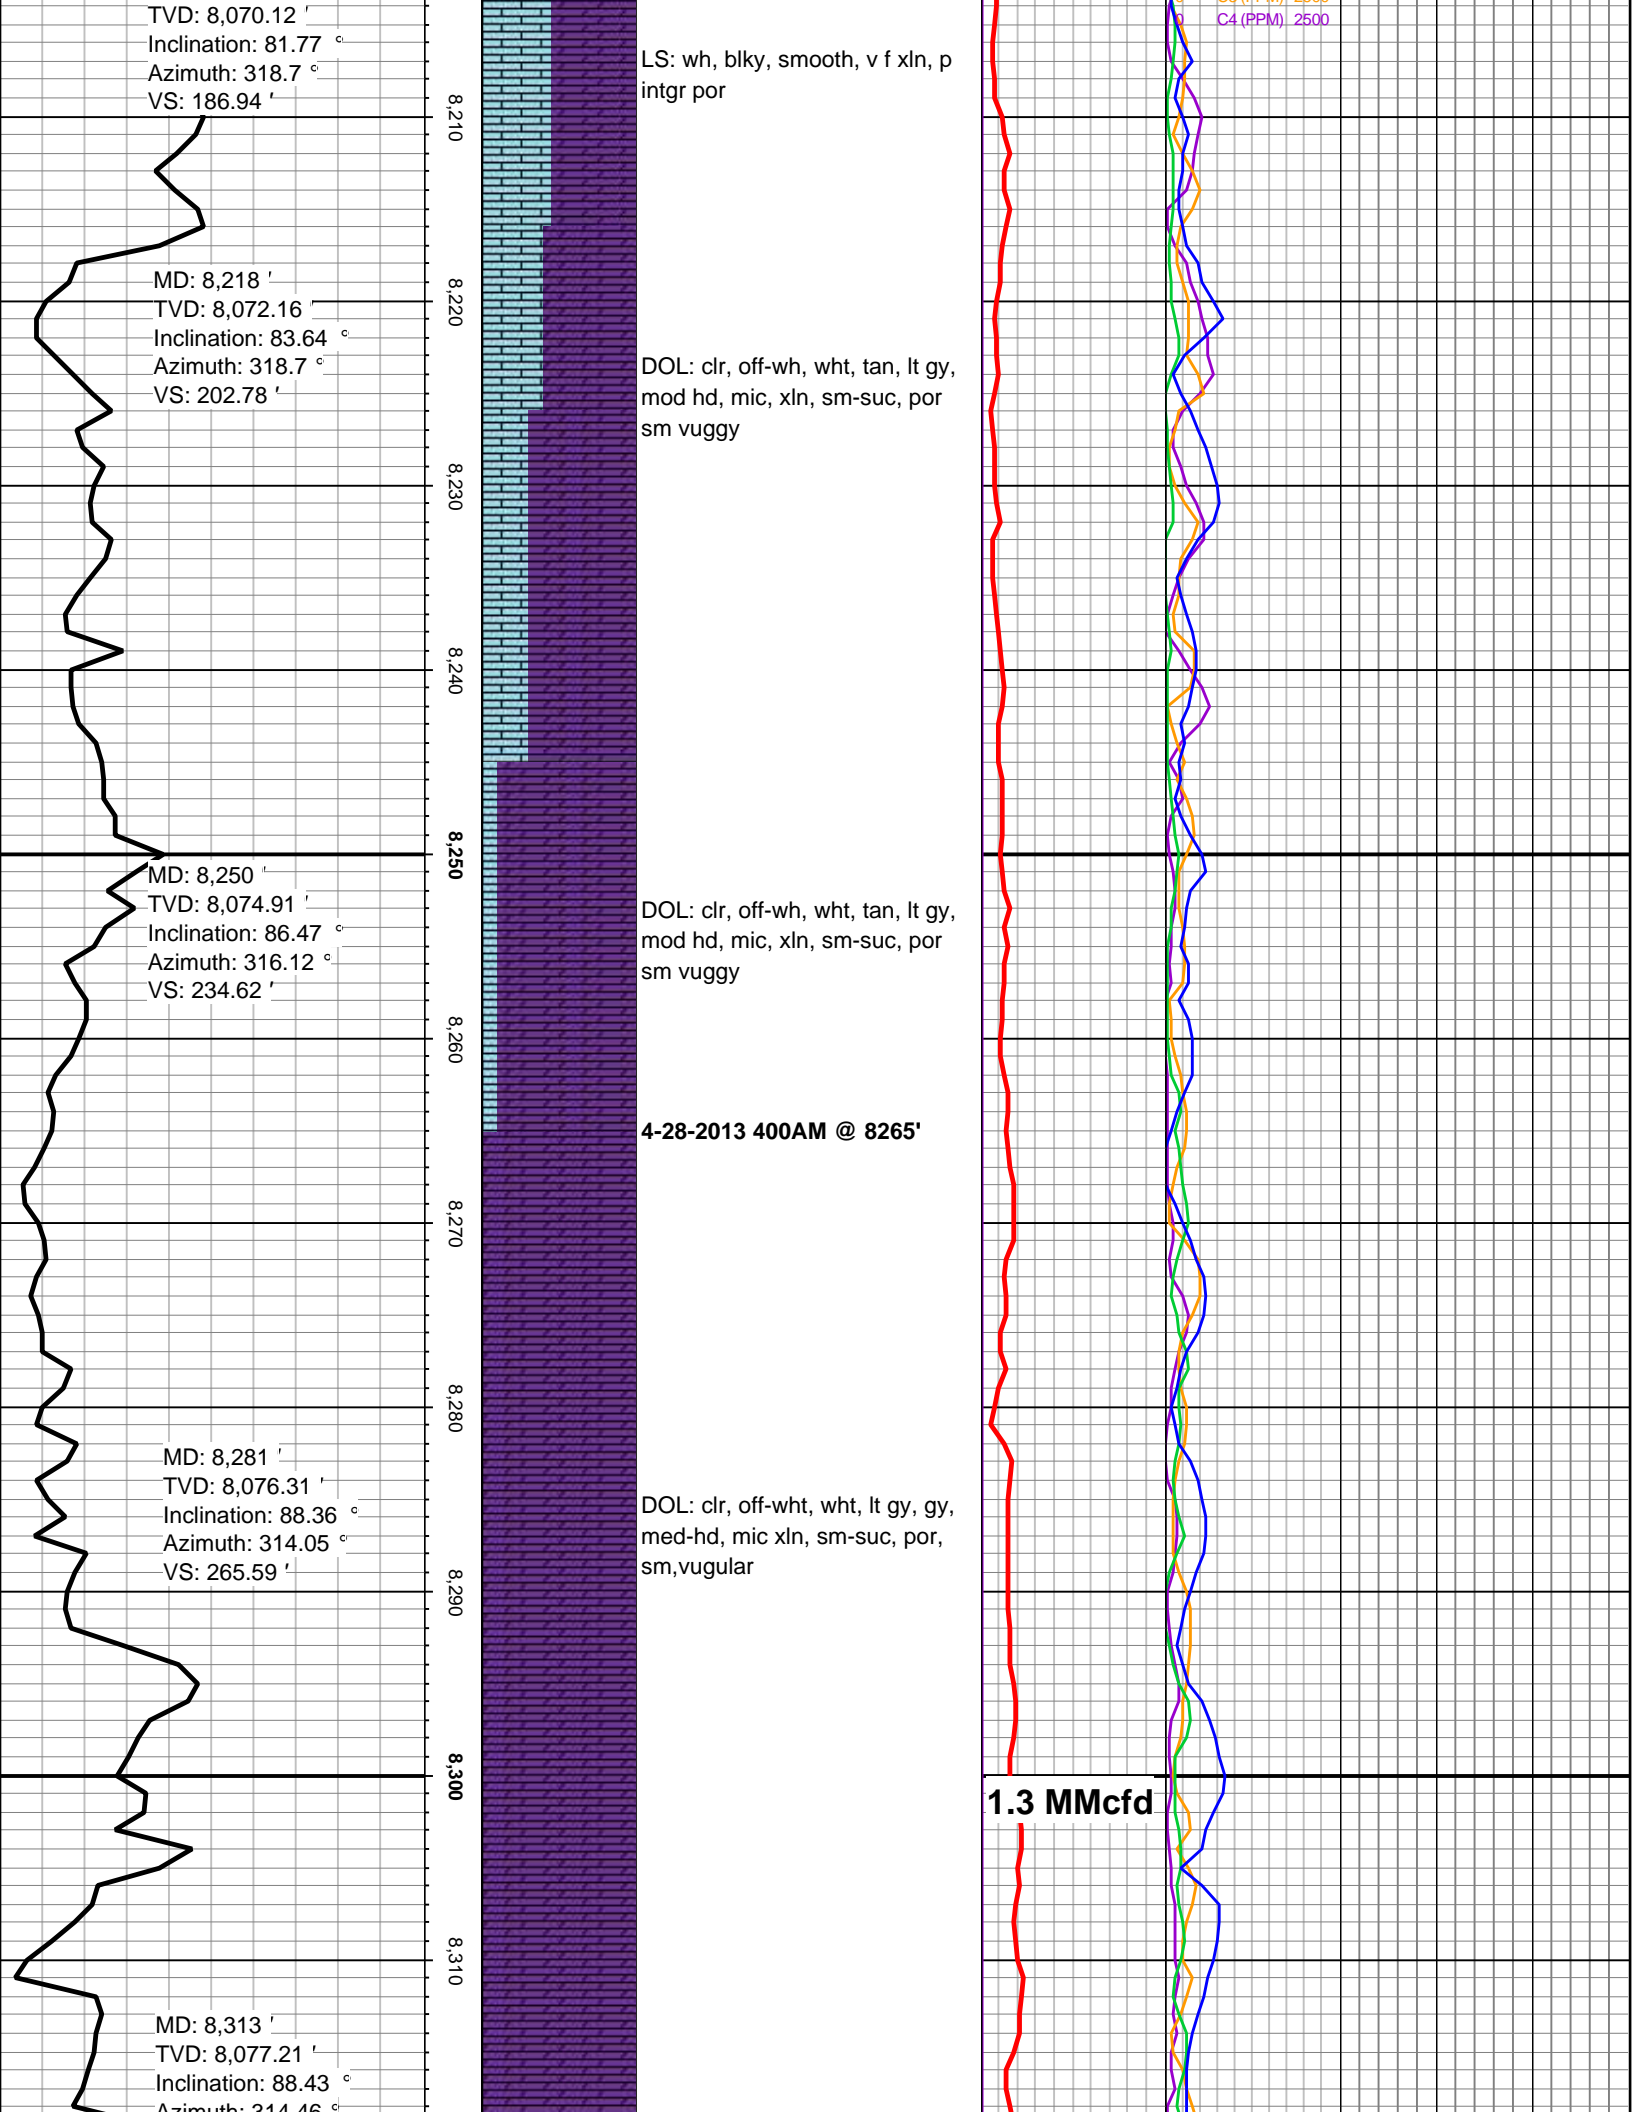 TVD: 8,070.12 '
Inclination: 81.77 °
Azimuth: 318.7 °
VS: 186.94 '
MD: 8,218 '
TVD: 8,072.16 '
Inclination: 83.64 °
Azimuth: 318.7 °
VS: 202.78 '
MD: 8,250 '
TVD: 8,074.91 '
Inclination: 86.47 °
Azimuth: 316.12 °
VS: 234.62 '
MD: 8,281 '
TVD: 8,076.31 '
Inclination: 88.36 °
Azimuth: 314.05 °
VS: 265.59 '
MD: 8,313 '
TVD: 8,077.21 '
Inclination: 88.43 °
Azimuth: 314.46 °
8,210
8,220
8,230
8,240
8,250
8,260
8,270
8,280
8,290
8,300
8,310
LS: wh, blky, smooth, v f xln, p
intgr por
DOL: clr, off-wh, wht, tan, lt gy,
mod hd, mic, xln, sm-suc, por
sm vuggy
DOL: clr, off-wh, wht, tan, lt gy,
mod hd, mic, xln, sm-suc, por
sm vuggy
4-28-2013 400AM @ 8265'
DOL: clr, off-wht, wht, lt gy, gy,
med-hd, mic xln, sm-suc, por,
sm,vugular
0 C4 (PPM) 2500
1.3 MMcfd